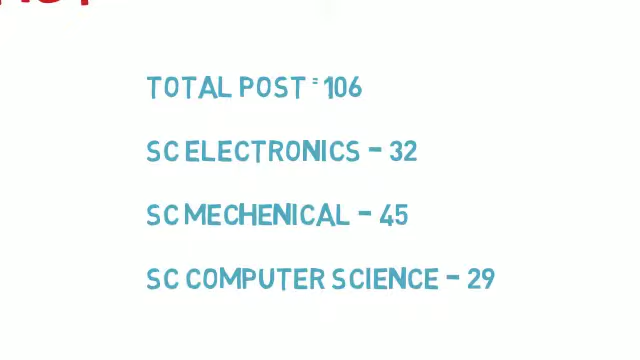 TOTAL POST = 106
SC ELECTRONICS - 32
SC MECHENICAL - 45
SC COMPUTER SCIENCE - 29